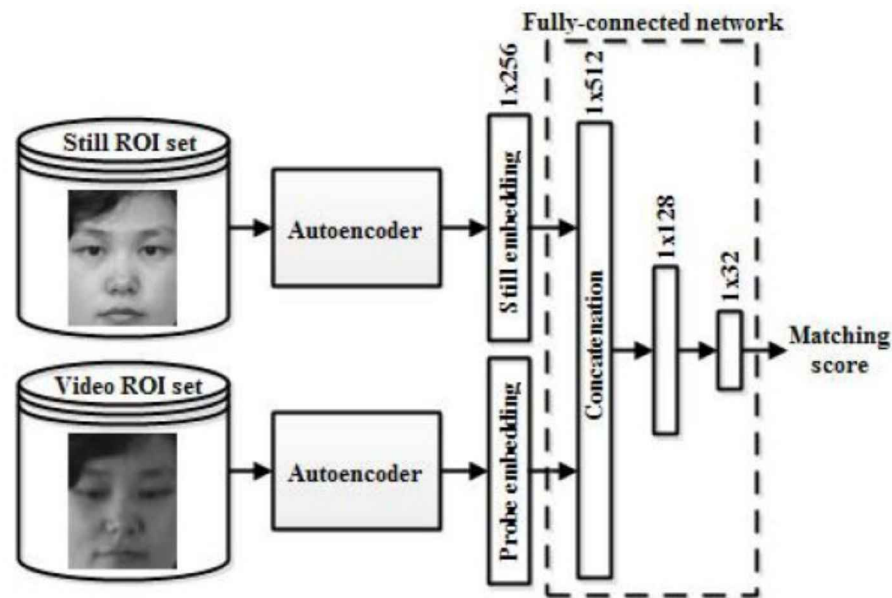 Fully-connected network
Still ROI set
Autoencoder
1x256
Still embedding
1x512
Concatenation
1x128
1x32
Matching
score
Video ROI set
Autoencoder
Probe embedding